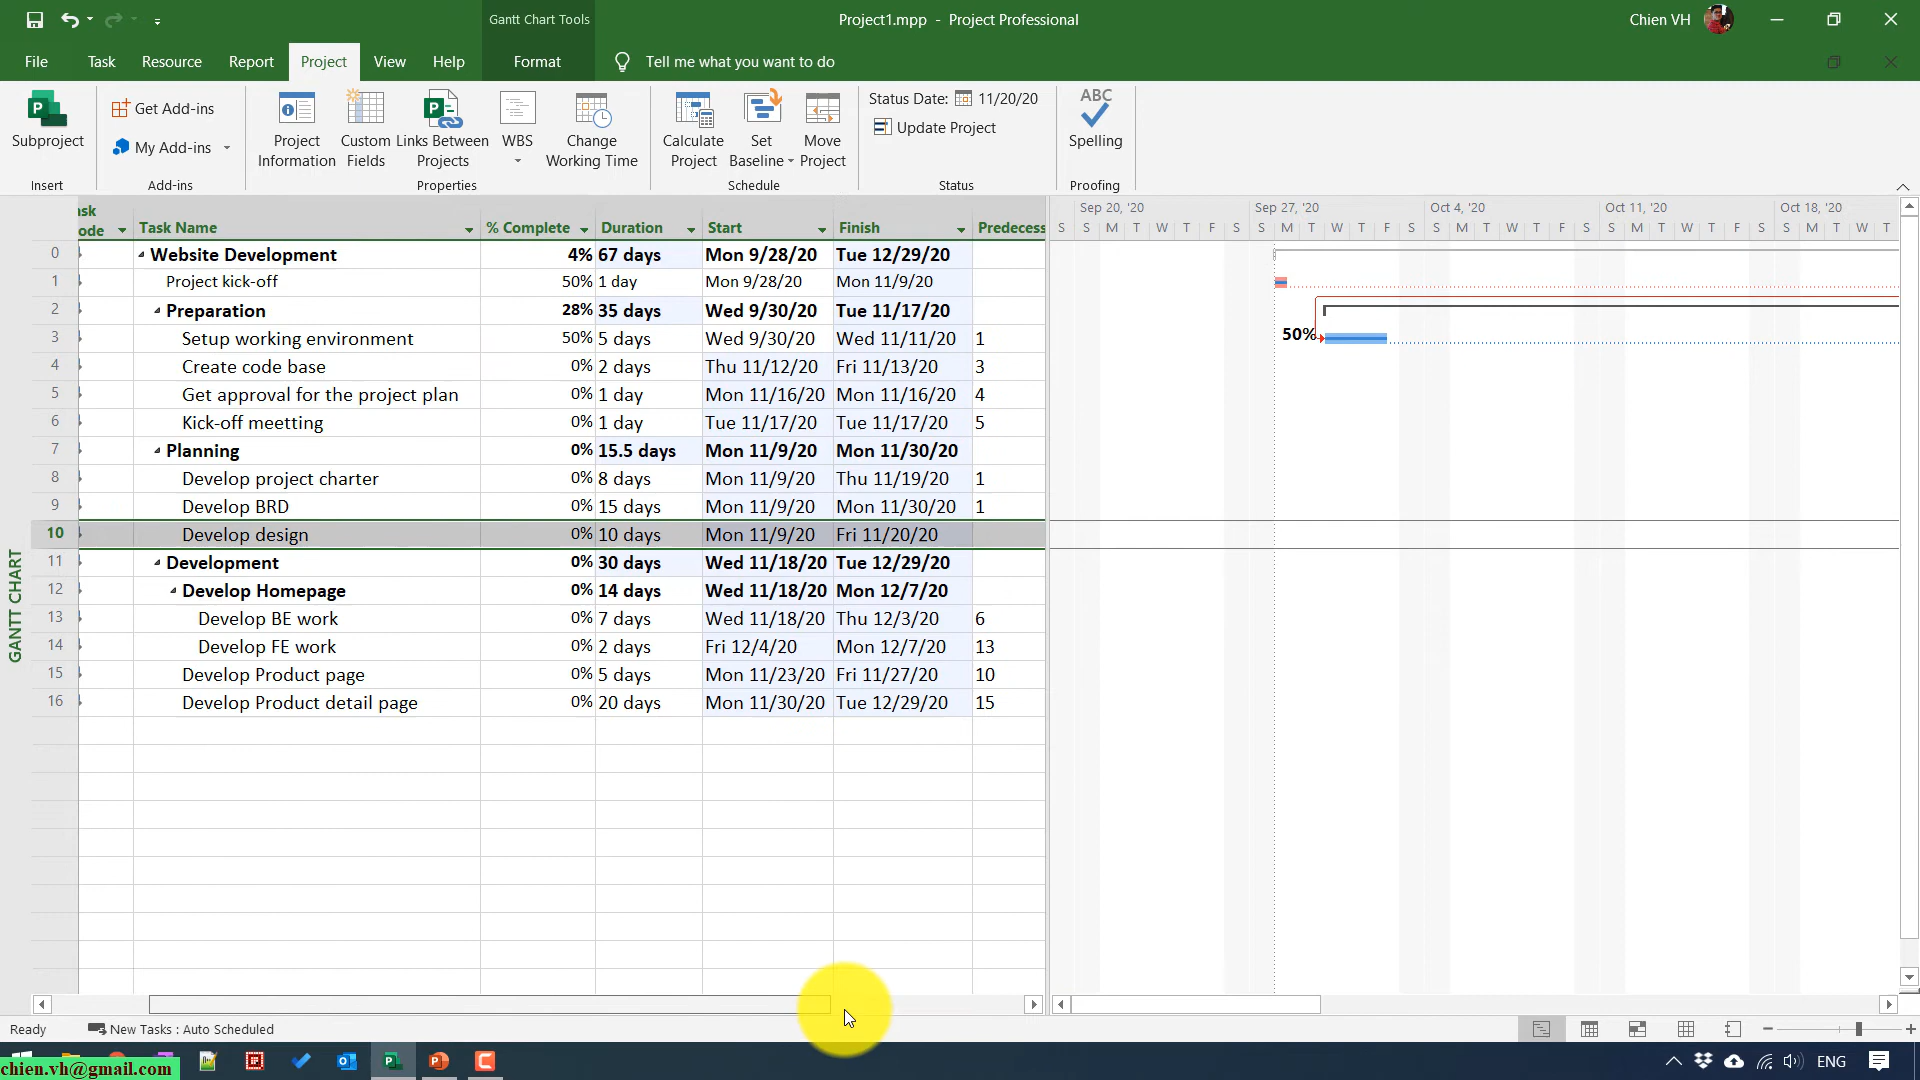 Gantt Chart Tools
Project1.mpp - Project Professional
Chien VH
File Task Resource Report Project View Help Format Tell me what you want to do
Subproject
Insert
Get Add-ins
My Add-ins
Add-ins
Project Information
Custom Fields
Links Between Projects
WBS
Change Working Time
Properties
Calculate Project
Set Baseline
Move Project
Schedule
Status Date: 11/20/20
Update Project
Status
ABC
Spelling
Proofing
ask ode Task Name % Complete Duration Start Finish Predecess
0 Website Development 4% 67 days Mon 9/28/20 Tue 12/29/20
1 Project kick-off 50% 1 day Mon 9/28/20 Mon 11/9/20
2 Preparation 28% 35 days Wed 9/30/20 Tue 11/17/20
3 Setup working environment 50% 5 days Wed 9/30/20 Wed 11/11/20 1
4 Create code base 0% 2 days Thu 11/12/20 Fri 11/13/20 3
5 Get approval for the project plan 0% 1 day Mon 11/16/20 Mon 11/16/20 4
6 Kick-off meetting 0% 1 day Tue 11/17/20 Tue 11/17/20 5
7 Planning 0% 15.5 days Mon 11/9/20 Mon 11/30/20
8 Develop project charter 0% 8 days Mon 11/9/20 Thu 11/19/20 1
9 Develop BRD 0% 15 days Mon 11/9/20 Mon 11/30/20 1
10 Develop design 0% 10 days Mon 11/9/20 Fri 11/20/20
11 Development 0% 30 days Wed 11/18/20 Tue 12/29/20
12 Develop Homepage 0% 14 days Wed 11/18/20 Mon 12/7/20
13 Develop BE work 0% 7 days Wed 11/18/20 Thu 12/3/20 6
14 Develop FE work 0% 2 days Fri 12/4/20 Mon 12/7/20 13
15 Develop Product page 0% 5 days Mon 11/23/20 Fri 11/27/20 10
16 Develop Product detail page 0% 20 days Mon 11/30/20 Tue 12/29/20 15
GANTT CHART
Sep 20, '20 Sep 27, '20 Oct 4, '20 Oct 11, '20 Oct 18, '20
S S M T W T F S S M T W T F S S M T W T F S S M T W T F S S M T W T
50%
Ready New Tasks : Auto Scheduled
chien.vh@gmail.com
ENG